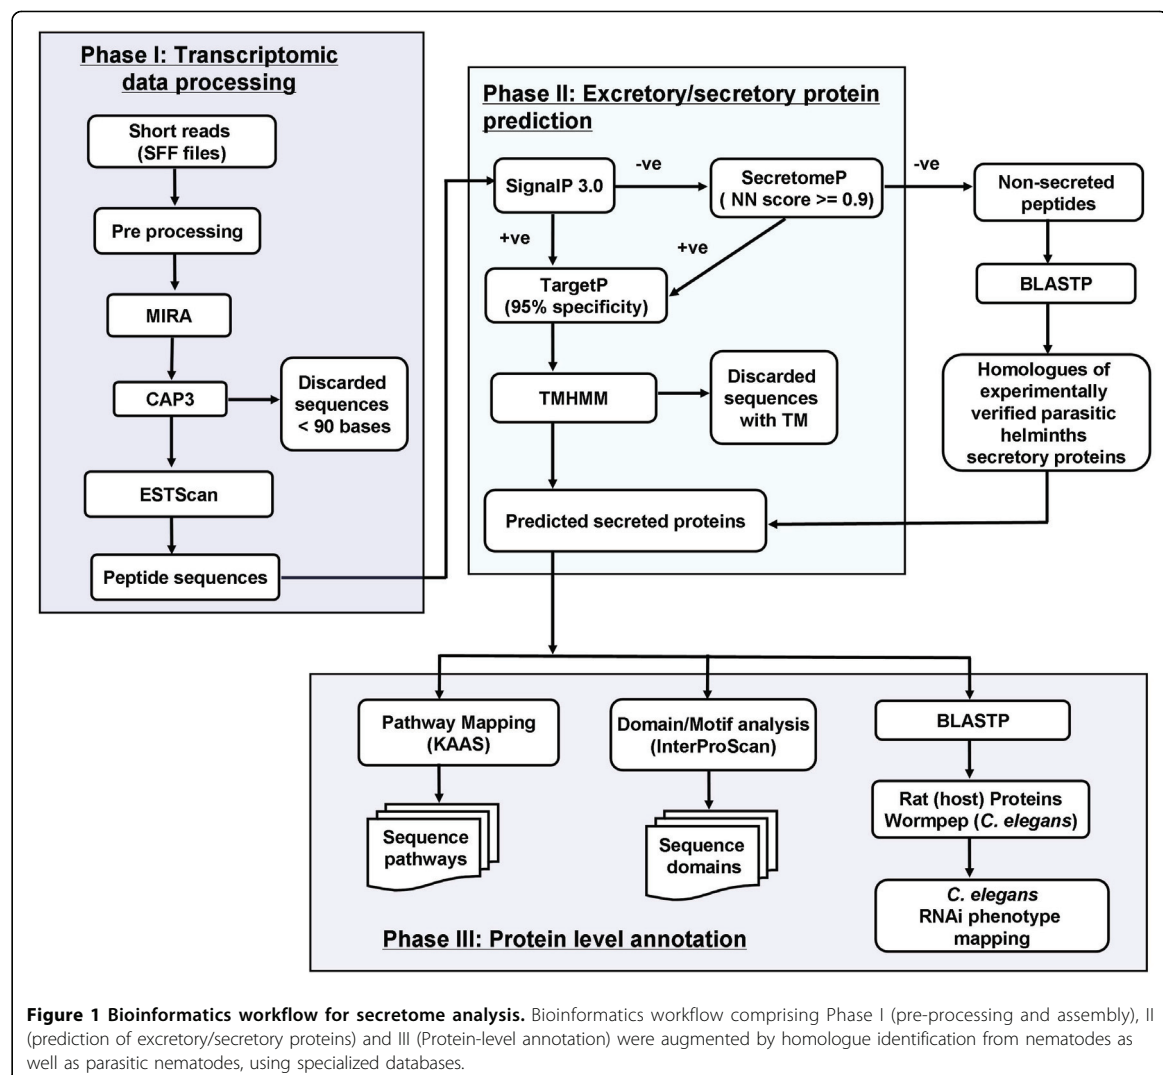 Phase I: Transcriptomic
data processing
Short reads
(SFF files)
Pre processing
MIRA
CAP3
Discarded
sequences
< 90 bases
ESTScan
Peptide sequences
Phase II: Excretory/secretory protein
prediction
SignalP 3.0
-ve
SecretomeP
( NN score >= 0.9)
-ve
Non-secreted
peptides
+ve
+ve
TargetP
(95% specificity)
BLASTP
TMHMM
Discarded
sequences
with TM
Homologues of
experimentally
verified parasitic
helminths
secretory proteins
Predicted secreted proteins
Pathway Mapping
(KAAS)
Sequence
pathways
Domain/Motif analysis
(InterProScan)
Sequence
domains
BLASTP
Rat (host) Proteins
Wormpep (C. elegans)
C. elegans
RNAi phenotype
mapping
Phase III: Protein level annotation
Figure 1 Bioinformatics workflow for secretome analysis. Bioinformatics workflow comprising Phase I (pre-processing and assembly), II
(prediction of excretory/secretory proteins) and III (Protein-level annotation) were augmented by homologue identification from nematodes as
well as parasitic nematodes, using specialized databases.